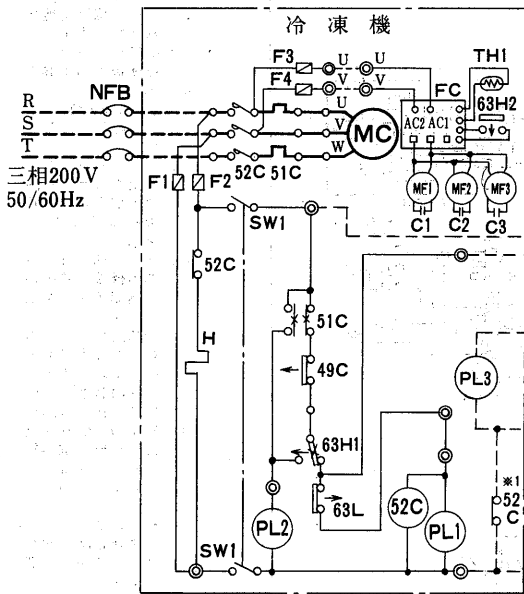 冷凍機
F3 U U TH1
F4 V V FC 63H2
NFB
R U AC2 AC1
S V MC
T W
三相200V F1 F2 52C 51C MF1 MF2 MF3
50/60Hz C1 C2 C3
SW1
52C
51C
H
49C PL3
63H1
※1
52C 52
63L C
PL2 PL1
SW1